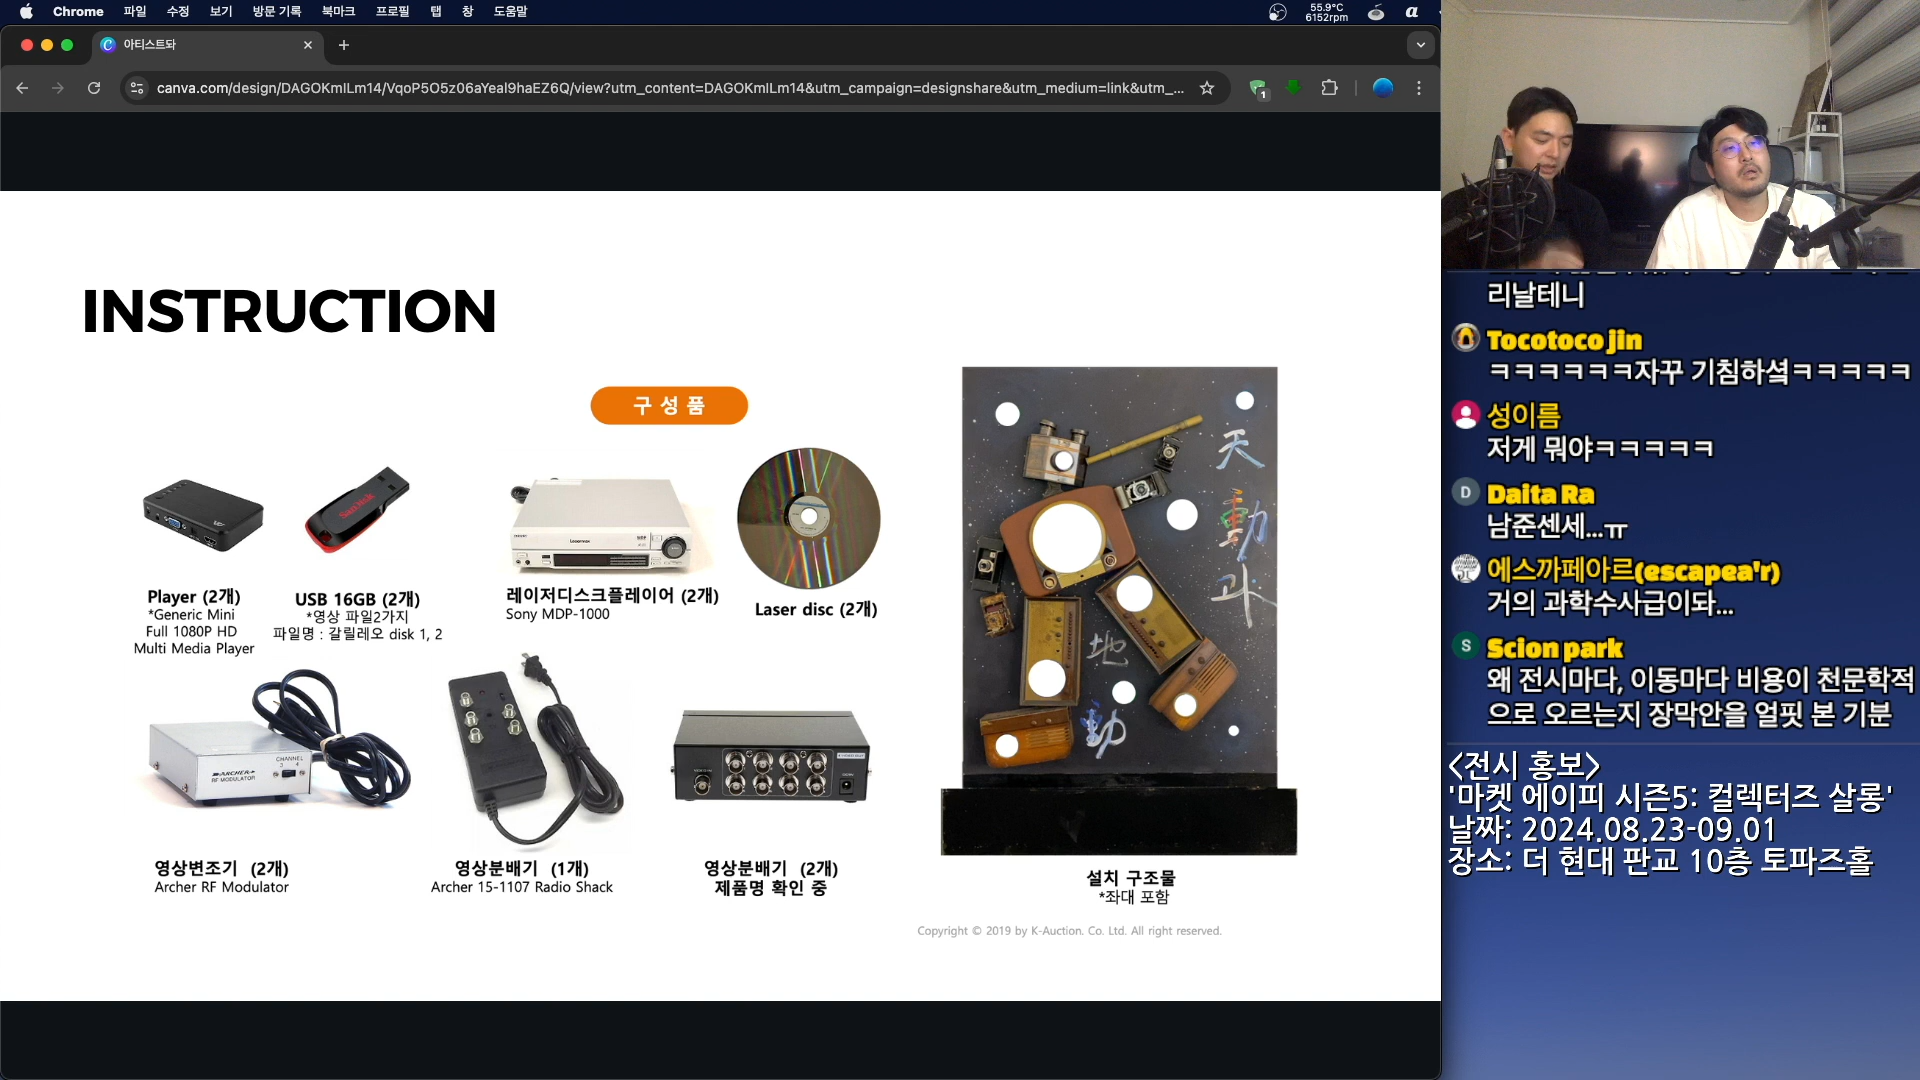 Chrome 파일 수정 보기 방문 기록 북마크 프로필 탭 창 도움말
55.9°C
6152rpm
아티스트돠
canva.com/design/DAGOKmlLm14/VqoP5O5z06aYeal9haEZ6Q/view?utm_content=DAGOKmlLm14&utm_campaign=designshare&utm_medium=link&utm_...
1
INSTRUCTION
구성품
Player (2개)
*Generic Mini
Full 1080P HD
Multi Media Player
SanDisk
USB 16GB (2개)
*영상 파일2가지
파일명 : 갈릴레오 disk 1, 2
레이저디스크플레이어 (2개)
Sony MDP-1000
Laser disc (2개)
ARCHER
RF MODULATOR
CHANNEL
3 4
영상변조기 (2개)
Archer RF Modulator
영상분배기 (1개)
Archer 15-1107 Radio Shack
영상분배기 (2개)
제품명 확인 중
天
動
地
설치 구조물
*좌대 포함
Copyright © 2019 by K-Auction. Co. Ltd. All right reserved.
리날테니
Tocotoco jin
ㅋㅋㅋㅋㅋㅋ자꾸 기침하셬ㅋㅋㅋㅋㅋ
성이름
저게 뭐야ㅋㅋㅋㅋㅋ
D
Daita Ra
남준센세...ㅠ
에스까페아르(escapea'r)
거의 과학수사급이돠...
S
Scion park
왜 전시마다, 이동마다 비용이 천문학적
으로 오르는지 장막안을 얼핏 본 기분
<전시 홍보>
'마켓 에이피 시즌5: 컬렉터즈 살롱'
날짜: 2024.08.23-09.01
장소: 더 현대 판교 10층 토파즈홀